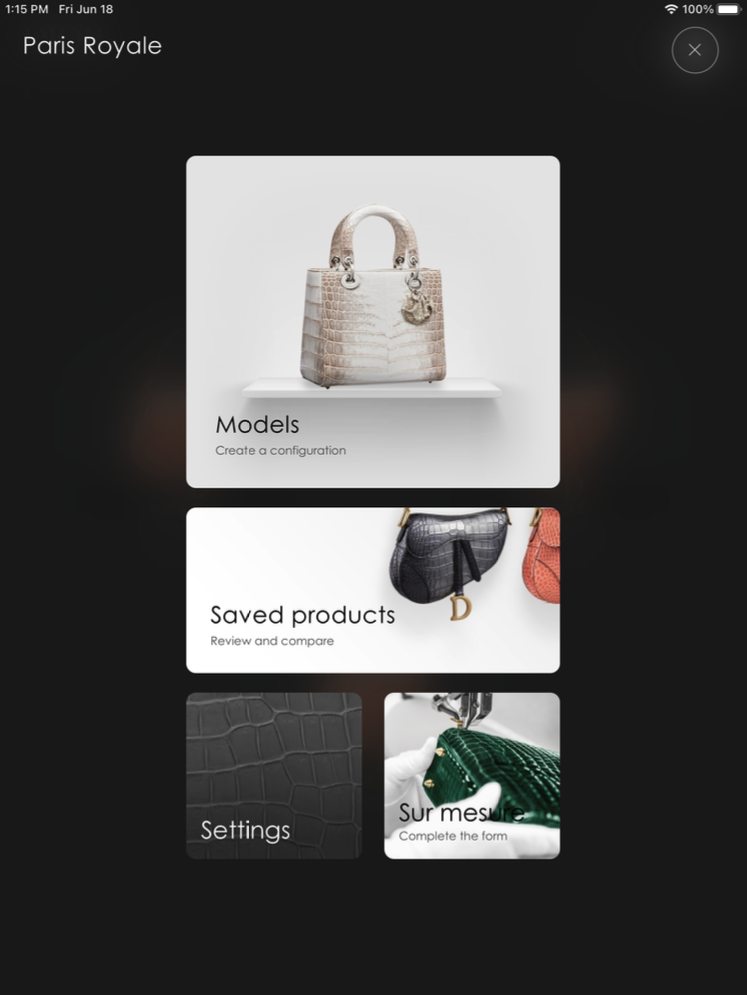 1:15 PM Fri Jun 18
100%
Paris Royale
Models
Create a configuration
Saved products
Review and compare
Settings
Sur mesure
Complete the form